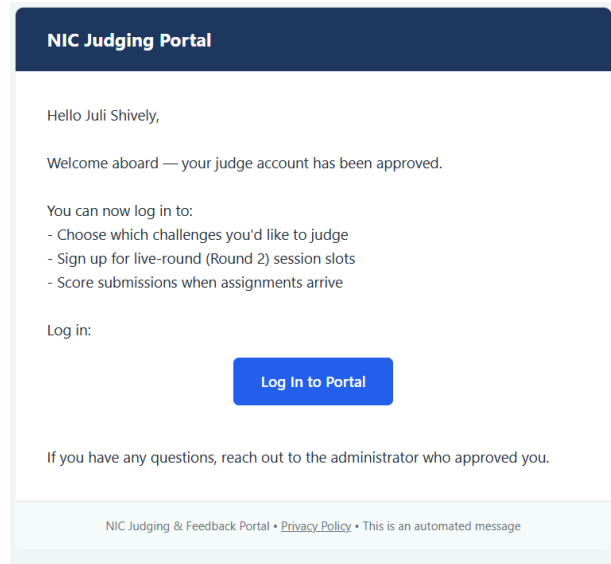 NIC Judging Portal
Hello Juli Shively,
Welcome aboard — your judge account has been approved.
You can now log in to:
- Choose which challenges you'd like to judge
- Sign up for live-round (Round 2) session slots
- Score submissions when assignments arrive
Log in:
Log In to Portal
If you have any questions, reach out to the administrator who approved you.
NIC Judging & Feedback Portal • Privacy Policy • This is an automated message